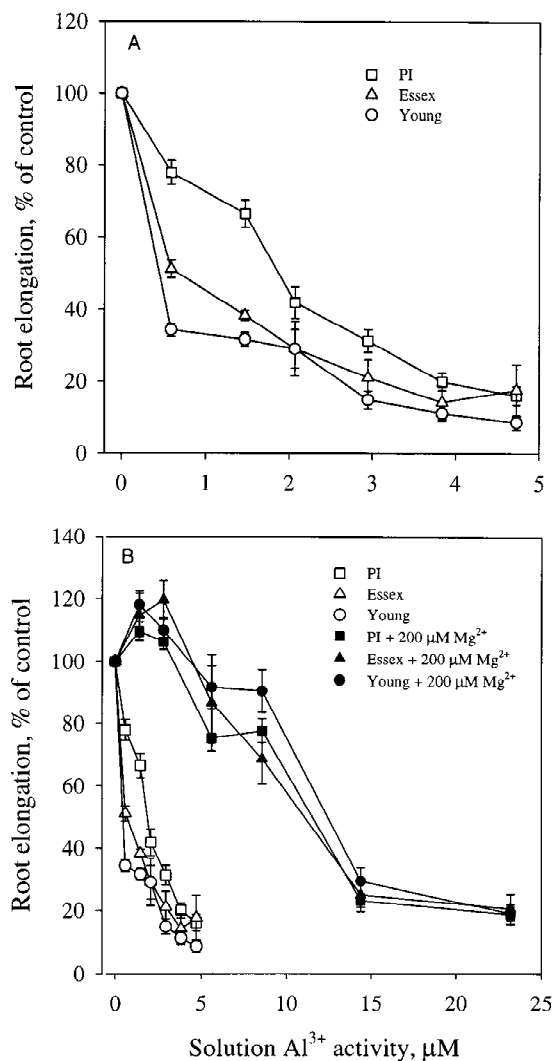 A
PI
Essex
Young
Root elongation, % of control
120
100
80
60
40
20
0
0 1 2 3 4 5
B
PI
Essex
Young
PI + 200 μM Mg²⁺
Essex + 200 μM Mg²⁺
Young + 200 μM Mg²⁺
Root elongation, % of control
140
120
100
80
60
40
20
0
0 5 10 15 20 25
Solution Al³⁺ activity, μM